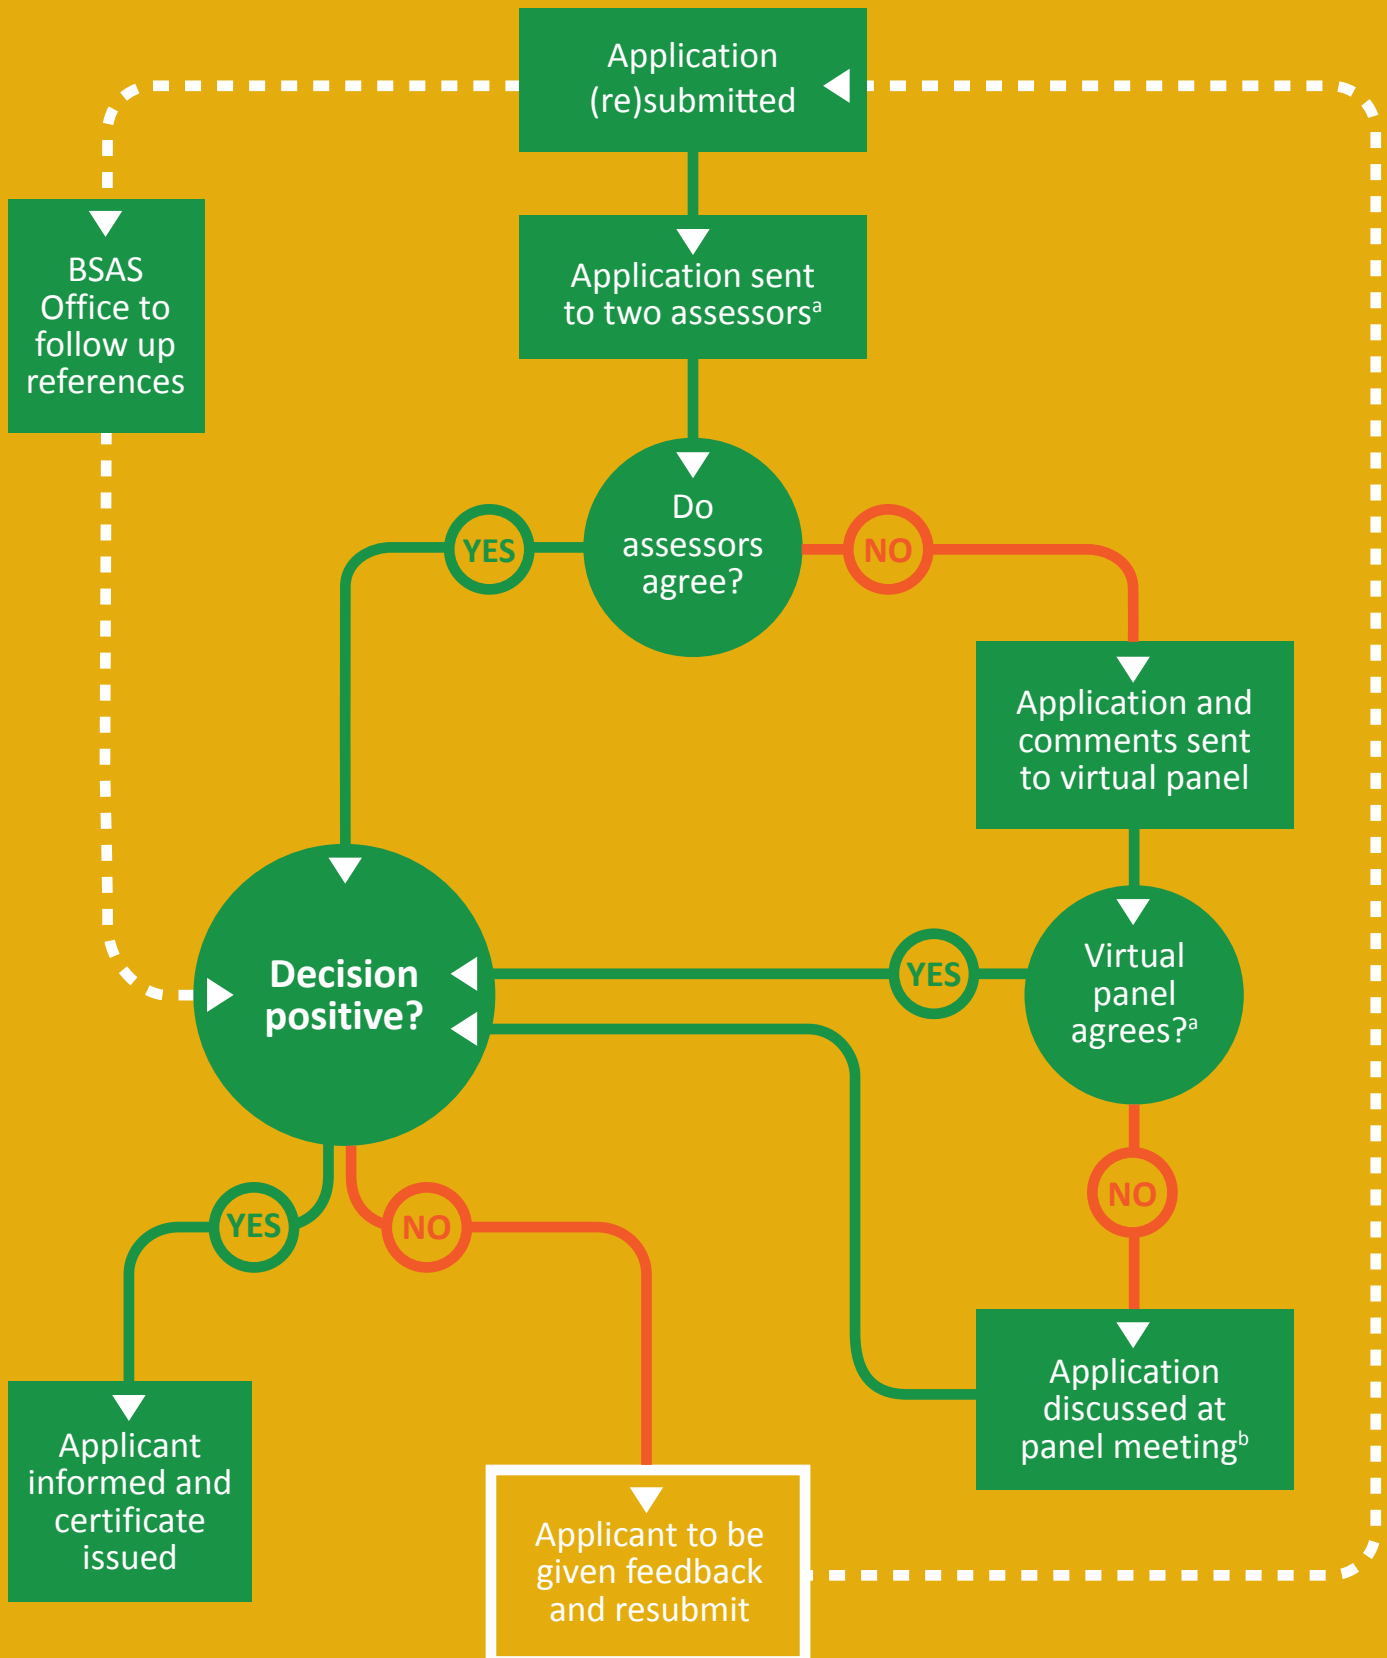 Application
(re)submitted
BSAS
Office to
follow up
references
Application sent
to two assessorsᵃ
Do
assessors
agree?
YES
NO
Application and
comments sent
to virtual panel
Decision
positive?
YES
Virtual
panel
agrees?ᵃ
NO
YES
NO
Application
discussed at
panel meetingᵇ
Applicant
informed and
certificate
issued
Applicant to be
given feedback
and resubmit